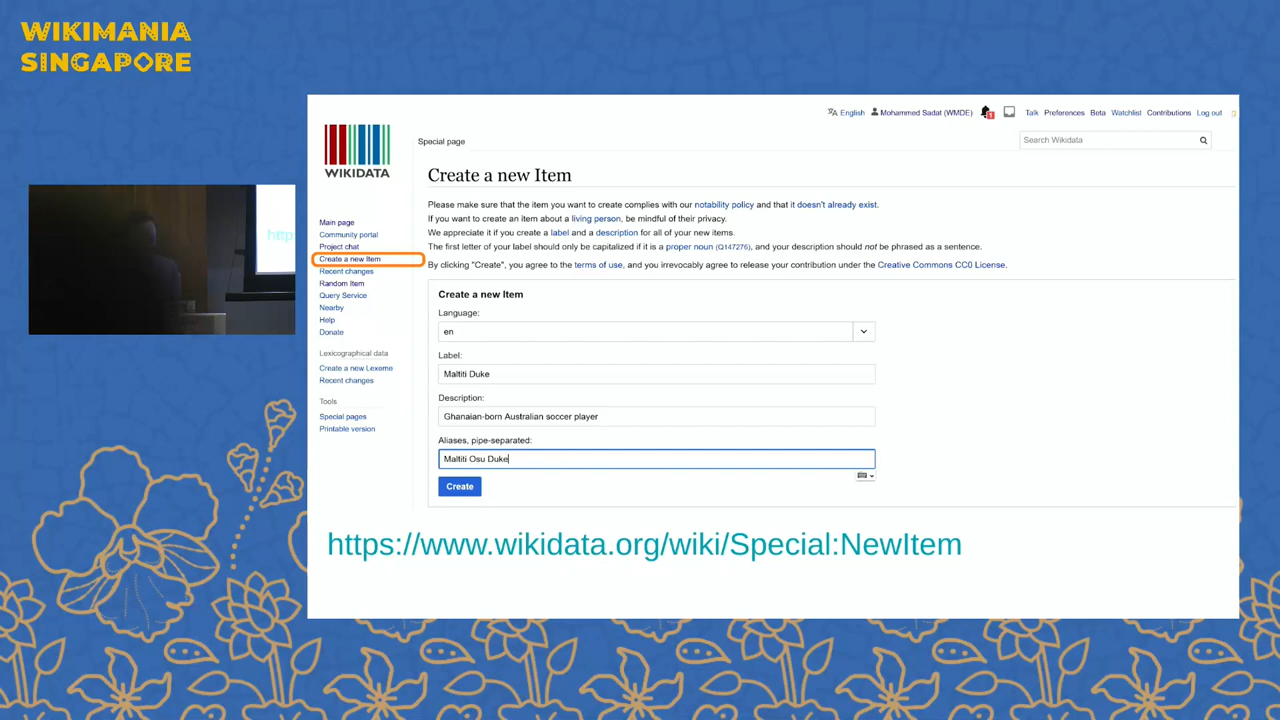 WIKIMANIA
SINGAPORE
English
Mohammed Sadat (WMDE)
1
Talk
Preferences
Beta
Watchlist
Contributions
Log out
Special page
Search Wikidata
WIKIDATA
Create a new Item
Please make sure that the item you want to create complies with our notability policy and that it doesn't already exist.
If you want to create an item about a living person, be mindful of their privacy.
We appreciate it if you create a label and a description for all of your new items.
The first letter of your label should only be capitalized if it is a proper noun (Q147276), and your description should not be phrased as a sentence.
By clicking "Create", you agree to the terms of use, and you irrevocably agree to release your contribution under the Creative Commons CC0 License.
Main page
Community portal
Project chat
Create a new Item
Recent changes
Random Item
Query Service
Nearby
Help
Donate
Lexicographical data
Create a new Lexeme
Recent changes
Tools
Special pages
Printable version
Create a new Item
Language:
en
Label:
Maltiti Duke
Description:
Ghanaian-born Australian soccer player
Aliases, pipe-separated:
Maltiti Osu Duke
Create
https://www.wikidata.org/wiki/Special:NewItem
http